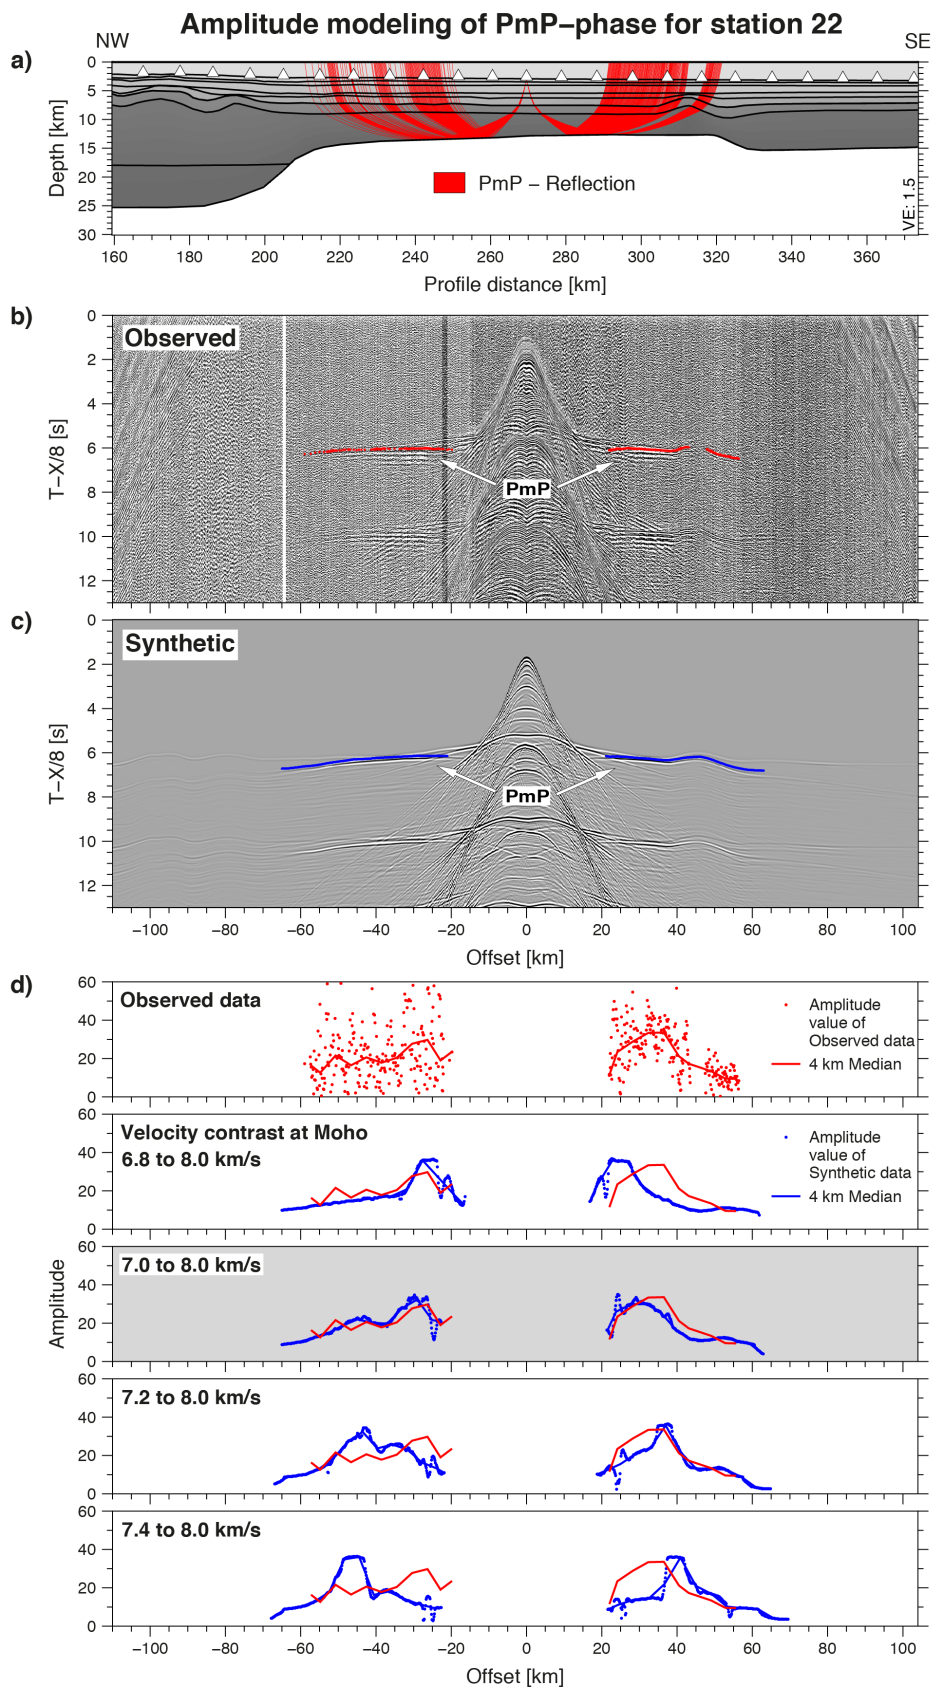 Amplitude modeling of PmP–phase for station 22
NW
SE
a)
0
5
10
15
20
25
30
Depth [km]
PmP – Reflection
VE: 1.5
160
180
200
220
240
260
280
300
320
340
360
Profile distance [km]
b)
Observed
0
2
4
6
8
10
12
T–X/8 [s]
PmP
c)
Synthetic
0
2
4
6
8
10
12
T–X/8 [s]
PmP
−100
−80
−60
−40
−20
0
20
40
60
80
100
Offset [km]
d)
Observed data
60
40
20
0
Amplitude
value of
Observed data
4 km Median
Velocity contrast at Moho
6.8 to 8.0 km/s
60
40
20
0
Amplitude
value of
Synthetic data
4 km Median
Amplitude
7.0 to 8.0 km/s
60
40
20
0
7.2 to 8.0 km/s
60
40
20
0
7.4 to 8.0 km/s
60
40
20
0
−100
−80
−60
−40
−20
0
20
40
60
80
100
Offset [km]